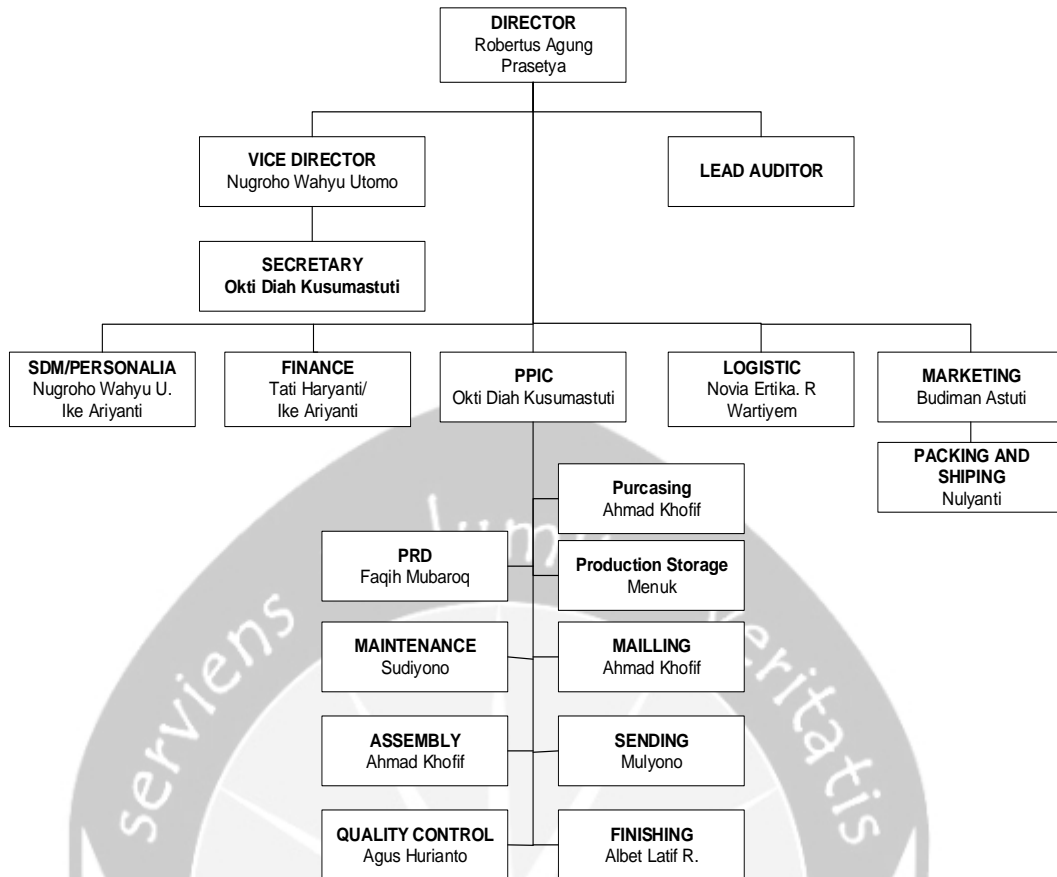 DIRECTOR
Robertus Agung
Prasetya
VICE DIRECTOR
Nugroho Wahyu Utomo
LEAD AUDITOR
SECRETARY
Okti Diah Kusumastuti
SDM/PERSONALIA
Nugroho Wahyu U.
Ike Ariyanti
FINANCE
Tati Haryanti/
Ike Ariyanti
PPIC
Okti Diah Kusumastuti
LOGISTIC
Novia Ertika. R
Wartiyem
MARKETING
Budiman Astuti
PACKING AND
SHIPING
Nulyanti
Purcasing
Ahmad Khofif
PRD
Faqih Mubaroq
Production Storage
Menuk
MAINTENANCE
Sudiyono
MAILLING
Ahmad Khofif
ASSEMBLY
Ahmad Khofif
SENDING
Mulyono
QUALITY CONTROL
Agus Hurianto
FINISHING
Albet Latif R.
serviens
veritatis